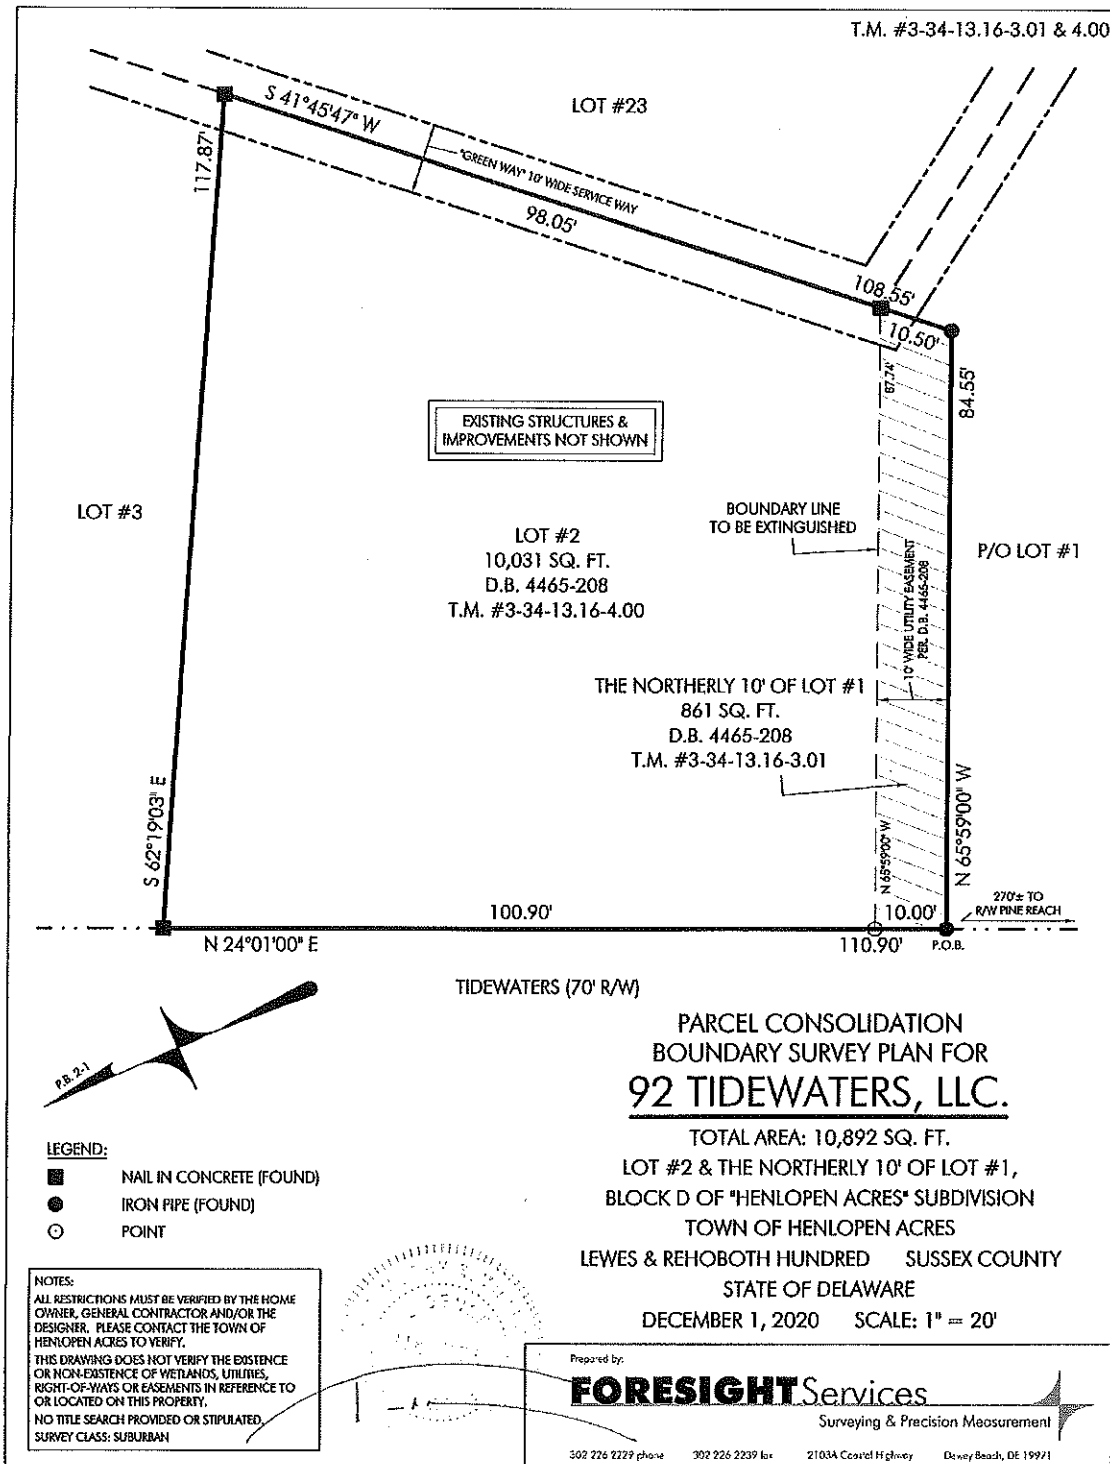 T.M. #3-34-13.16-3.01 & 4.00
LOT #23
S 41°45'47" W
117.87'
"GREEN WAY" 10' WIDE SERVICE WAY
98.05'
108.55'
10.50'
87.74'
84.55'
EXISTING STRUCTURES &
IMPROVEMENTS NOT SHOWN
LOT #3
BOUNDARY LINE
TO BE EXTINGUISHED
LOT #2
10,031 SQ. FT.
D.B. 4465-208
T.M. #3-34-13.16-4.00
P/O LOT #1
10' WIDE UTILITY EASEMENT
PER. D.B. 4465-208
THE NORTHERLY 10' OF LOT #1
861 SQ. FT.
D.B. 4465-208
T.M. #3-34-13.16-3.01
S 62°19'03" E
N 65°59'00" W
N 65°59'00" W
270'± TO
R/W PINE REACH
100.90'
10.00'
N 24°01'00" E
110.90'
P.O.B.
TIDEWATERS (70' R/W)
P.B. 2-1
PARCEL CONSOLIDATION
BOUNDARY SURVEY PLAN FOR
92 TIDEWATERS, LLC.
TOTAL AREA: 10,892 SQ. FT.
LOT #2 & THE NORTHERLY 10' OF LOT #1,
BLOCK D OF "HENLOPEN ACRES" SUBDIVISION
TOWN OF HENLOPEN ACRES
LEWES & REHOBOTH HUNDRED SUSSEX COUNTY
STATE OF DELAWARE
DECEMBER 1, 2020 SCALE: 1" = 20'
LEGEND:
NAIL IN CONCRETE (FOUND)
IRON PIPE (FOUND)
POINT
NOTES:
ALL RESTRICTIONS MUST BE VERIFIED BY THE HOME
OWNER, GENERAL CONTRACTOR AND/OR THE
DESIGNER. PLEASE CONTACT THE TOWN OF
HENLOPEN ACRES TO VERIFY.
THIS DRAWING DOES NOT VERIFY THE EXISTENCE
OR NON-EXISTENCE OF WETLANDS, UTILITIES,
RIGHT-OF-WAYS OR EASEMENTS IN REFERENCE TO
OR LOCATED ON THIS PROPERTY.
NO TITLE SEARCH PROVIDED OR STIPULATED.
SURVEY CLASS: SUBURBAN
Prepared by:
FORESIGHT Services
Surveying & Precision Measurement
302 226 2229 phone 302 226 2239 fax 2103A Coastal Highway Dewey Beach, DE 19971